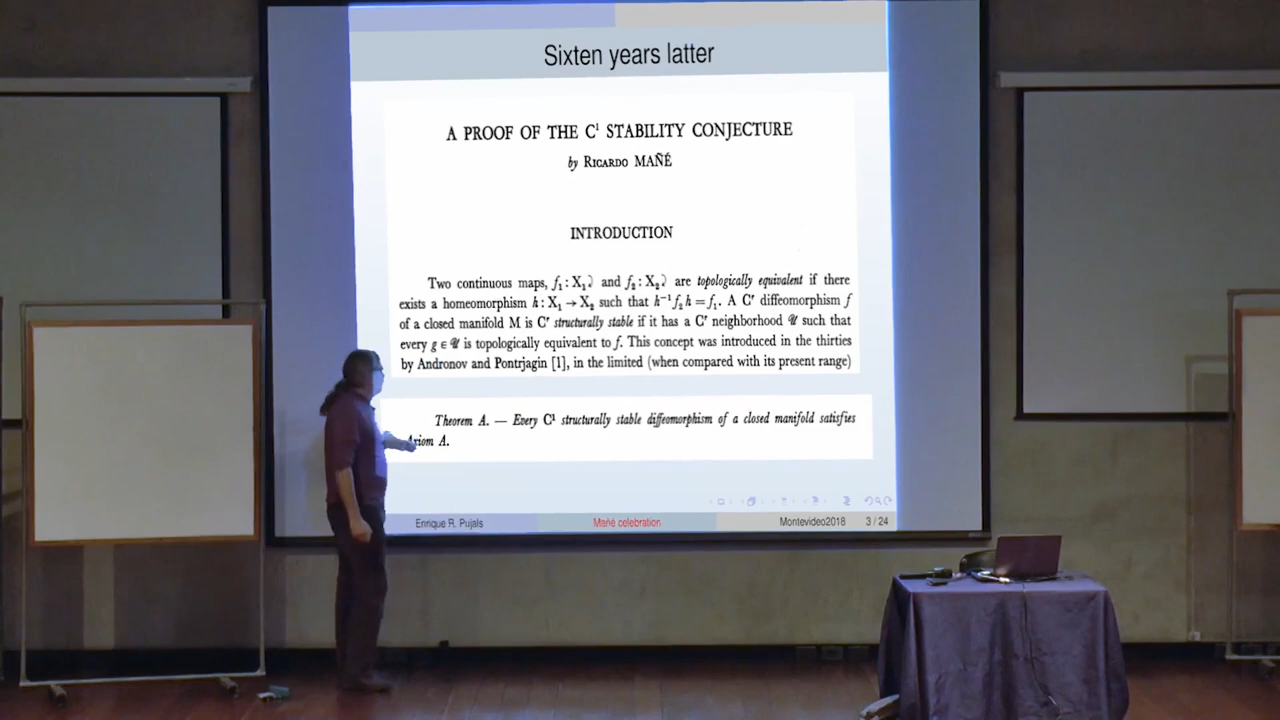 Sixten years latter
A PROOF OF THE C¹ STABILITY CONJECTURE
by RICARDO MAÑÉ
INTRODUCTION
Two continuous maps, f₁ : X₁⤸ and f₂ : X₂⤸ are topologically equivalent if there
exists a homeomorphism h : X₁ → X₂ such that h⁻¹f₂h = f₁. A Cʳ diffeomorphism f
of a closed manifold M is Cʳ structurally stable if it has a Cʳ neighborhood 𝒰 such that
every g ∈ 𝒰 is topologically equivalent to f. This concept was introduced in the thirties
by Andronov and Pontrjagin [1], in the limited (when compared with its present range)
Theorem A. — Every C¹ structurally stable diffeomorphism of a closed manifold satisfies
Axiom A.
Enrique R. Pujals Mañé celebration Montevideo2018 3 / 24